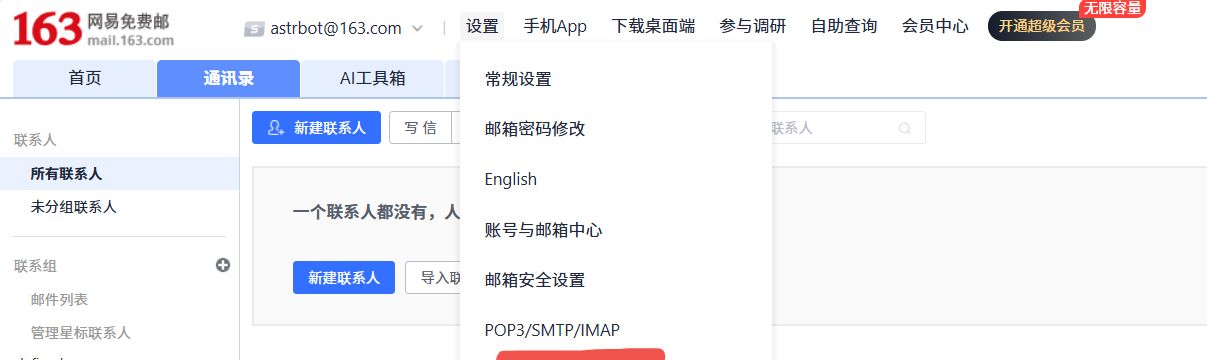 163 网易免费邮
mail.163.com
astrbot@163.com
设置
手机App
下载桌面端
参与调研
自助查询
会员中心
开通超级会员
无限容量
首页
通讯录
AI工具箱
联系人
所有联系人
未分组联系人
联系组
邮件列表
管理星标联系人
新建联系人
写 信
联系人
一个联系人都没有，人
新建联系人
导入联
常规设置
邮箱密码修改
English
账号与邮箱中心
邮箱安全设置
POP3/SMTP/IMAP